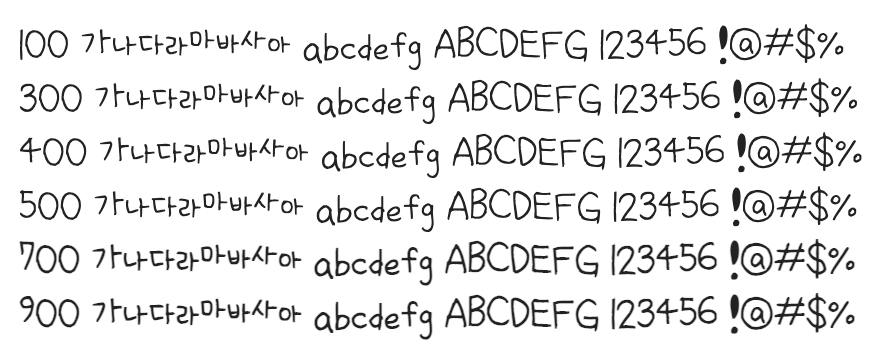 100 가나다라마바사아 abcdefg ABCDEFG 123456 !@#$%
300 가나다라마바사아 abcdefg ABCDEFG 123456 !@#$%
400 가나다라마바사아 abcdefg ABCDEFG 123456 !@#$%
500 가나다라마바사아 abcdefg ABCDEFG 123456 !@#$%
700 가나다라마바사아 abcdefg ABCDEFG 123456 !@#$%
900 가나다라마바사아 abcdefg ABCDEFG 123456 !@#$%